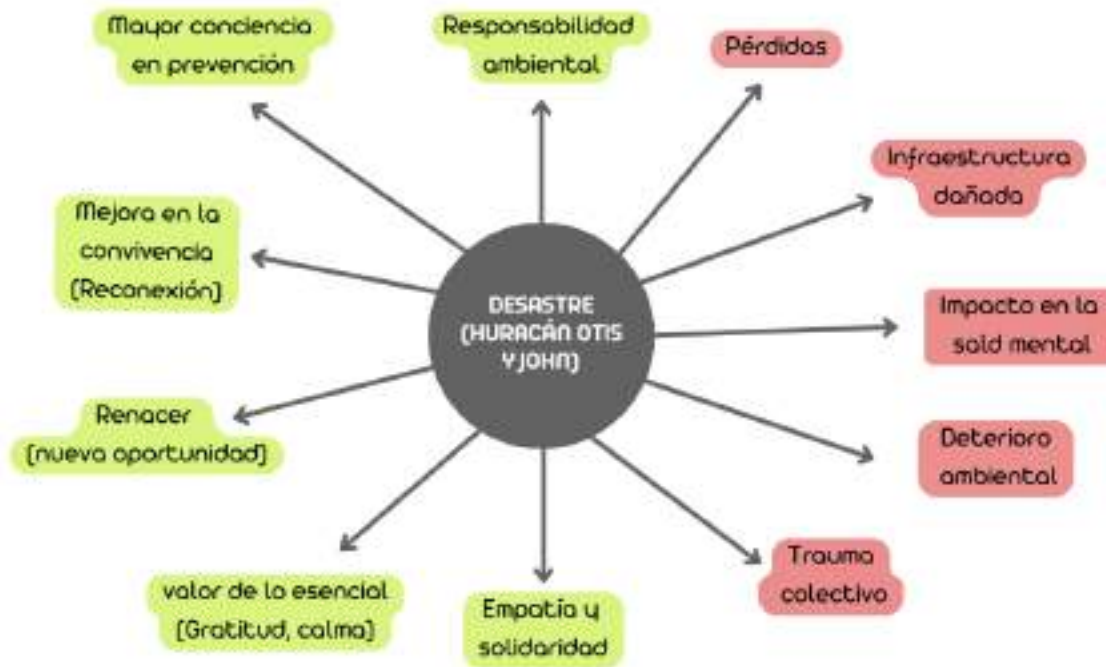 Mayor conciencia
en prevención
Responsabilidad
ambiental
Pérdidas
Infraestructura
dañada
Mejora en la
convivencia
(Reconexión)
DESASTRE
(HURACÁN OTIS
Y JOHN)
Impacto en la
sald mental
Renacer
(nueva oportunidad)
Deterioro
ambiental
valor de lo esencial
(Gratitud, calma)
Empatía y
solidaridad
Trauma
colectivo